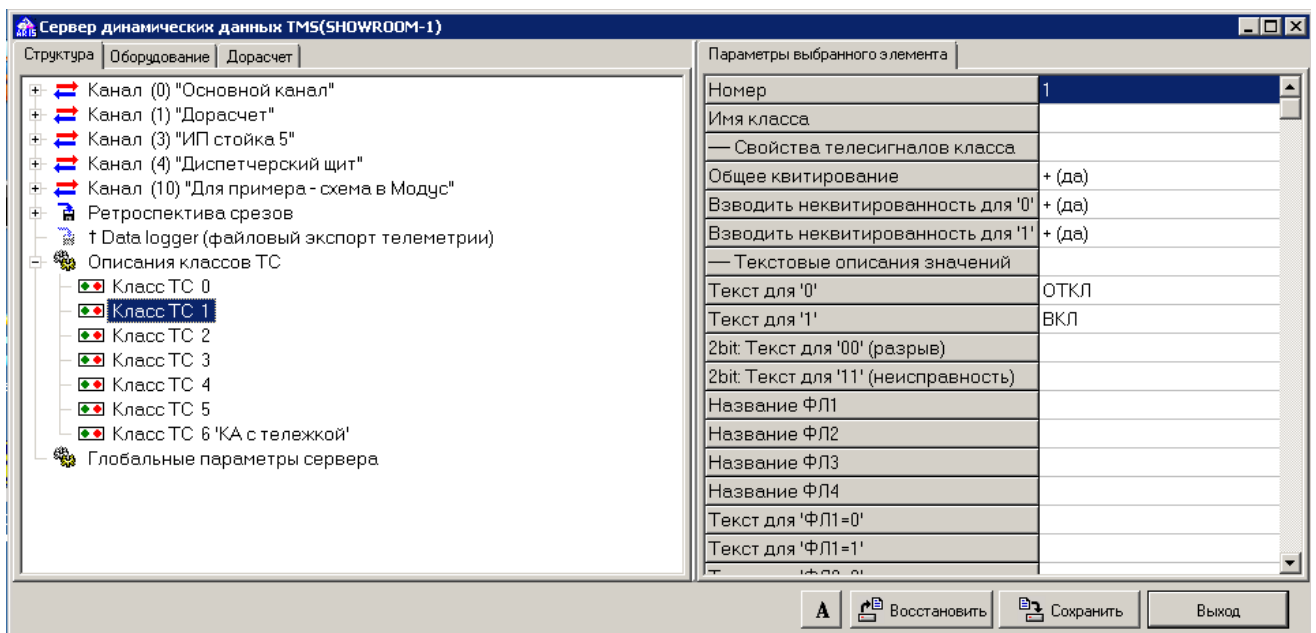 Сервер динамических данных TMS(SHOWROOM-1)
Структура Оборудование Дорасчет
Канал (0) "Основной канал"
Канал (1) "Дорасчет"
Канал (3) "ИП стойка 5"
Канал (4) "Диспетчерский щит"
Канал (10) "Для примера - схема в Модус"
Ретроспектива срезов
† Data logger (файловый экспорт телеметрии)
Описания классов ТС
Класс ТС 0
Класс ТС 1
Класс ТС 2
Класс ТС 3
Класс ТС 4
Класс ТС 5
Класс ТС 6 'КА с тележкой'
Глобальные параметры сервера
Параметры выбранного элемента
Номер 1
Имя класса
— Свойства телесигналов класса
Общее квитирование + (да)
Взводить неквитированность для '0' + (да)
Взводить неквитированность для '1' + (да)
— Текстовые описания значений
Текст для '0' ОТКЛ
Текст для '1' ВКЛ
2bit: Текст для '00' (разрыв)
2bit: Текст для '11' (неисправность)
Название ФЛ1
Название ФЛ2
Название ФЛ3
Название ФЛ4
Текст для 'ФЛ1=0'
Текст для 'ФЛ1=1'
А Восстановить Сохранить Выход